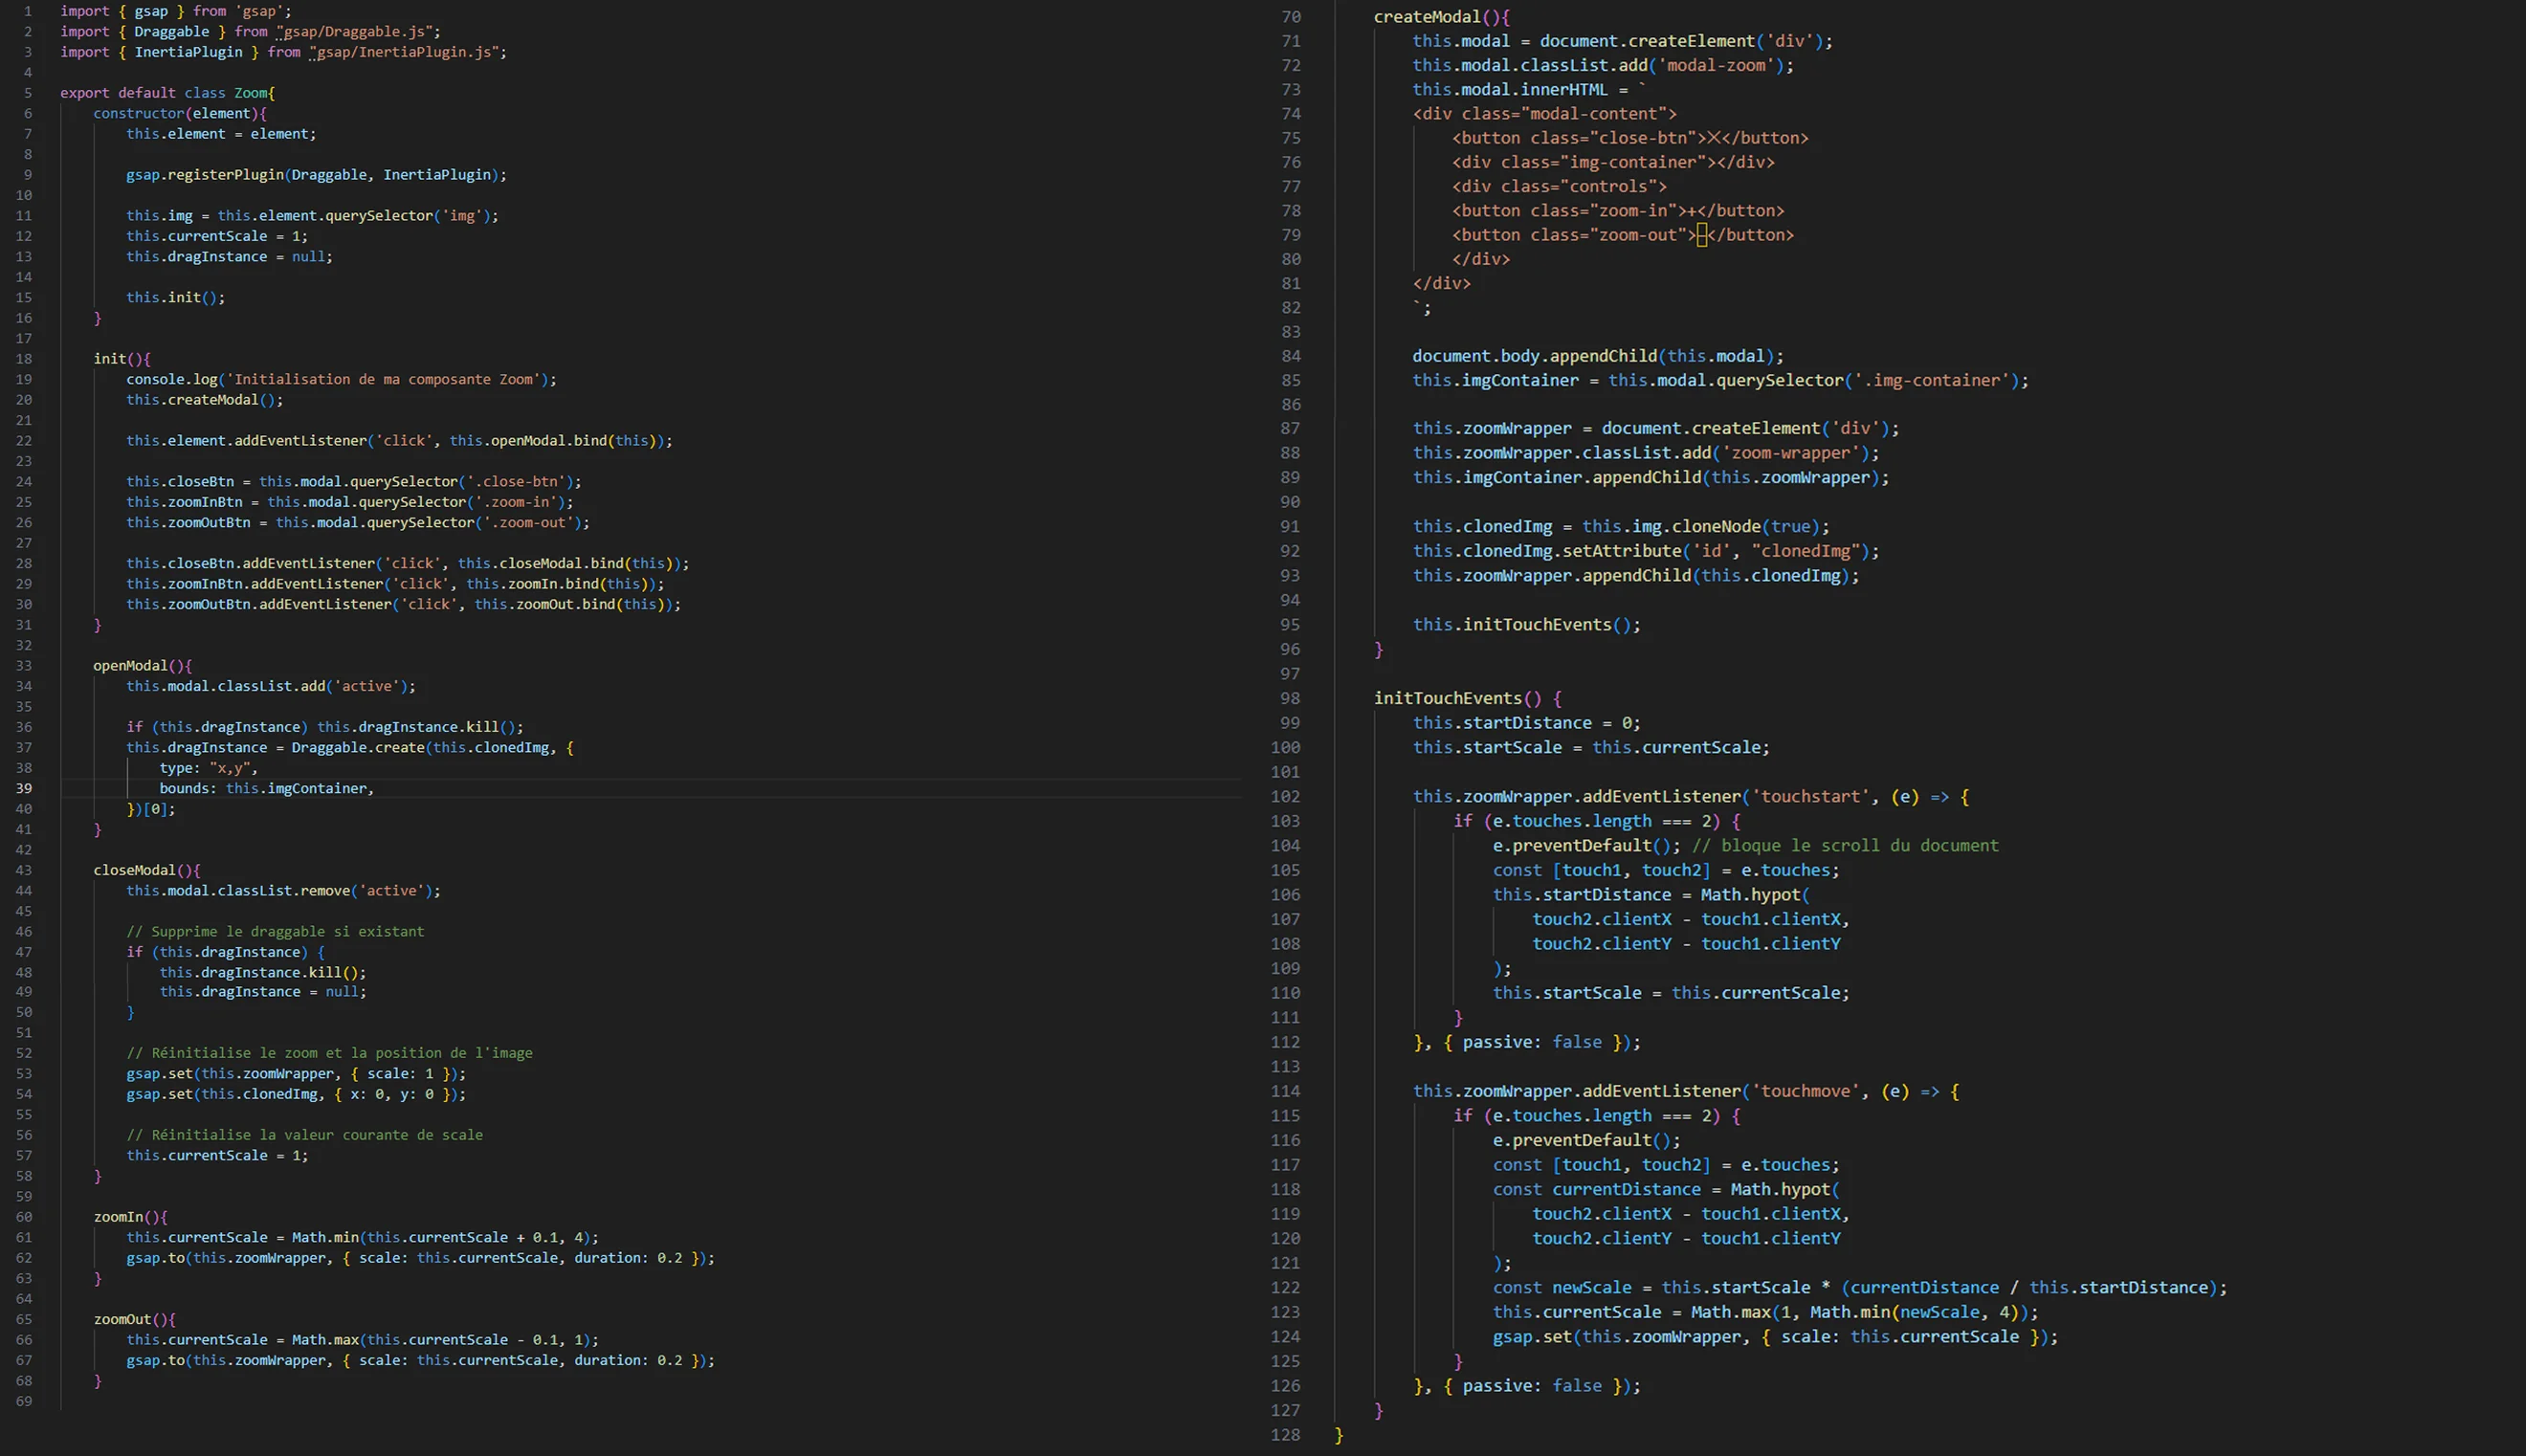 1 import { gsap } from 'gsap';
2 import { Draggable } from "gsap/Draggable.js";
3 import { InertiaPlugin } from "gsap/InertiaPlugin.js";
4
5 export default class Zoom{
6 constructor(element){
7 this.element = element;
8
9 gsap.registerPlugin(Draggable, InertiaPlugin);
10
11 this.img = this.element.querySelector('img');
12 this.currentScale = 1;
13 this.dragInstance = null;
14
15 this.init();
16 }
17
18 init(){
19 console.log('Initialisation de ma composante Zoom');
20 this.createModal();
21
22 this.element.addEventListener('click', this.openModal.bind(this));
23
24 this.closeBtn = this.modal.querySelector('.close-btn');
25 this.zoomInBtn = this.modal.querySelector('.zoom-in');
26 this.zoomOutBtn = this.modal.querySelector('.zoom-out');
27
28 this.closeBtn.addEventListener('click', this.closeModal.bind(this));
29 this.zoomInBtn.addEventListener('click', this.zoomIn.bind(this));
30 this.zoomOutBtn.addEventListener('click', this.zoomOut.bind(this));
31 }
32
33 openModal(){
34 this.modal.classList.add('active');
35
36 if (this.dragInstance) this.dragInstance.kill();
37 this.dragInstance = Draggable.create(this.clonedImg, {
38 type: "x,y",
39 bounds: this.imgContainer,
40 })[0];
41 }
42
43 closeModal(){
44 this.modal.classList.remove('active');
45
46 // Supprime le draggable si existant
47 if (this.dragInstance) {
48 this.dragInstance.kill();
49 this.dragInstance = null;
50 }
51
52 // Réinitialise le zoom et la position de l'image
53 gsap.set(this.zoomWrapper, { scale: 1 });
54 gsap.set(this.clonedImg, { x: 0, y: 0 });
55
56 // Réinitialise la valeur courante de scale
57 this.currentScale = 1;
58 }
59
60 zoomIn(){
61 this.currentScale = Math.min(this.currentScale + 0.1, 4);
62 gsap.to(this.zoomWrapper, { scale: this.currentScale, duration: 0.2 });
63 }
64
65 zoomOut(){
66 this.currentScale = Math.max(this.currentScale - 0.1, 1);
67 gsap.to(this.zoomWrapper, { scale: this.currentScale, duration: 0.2 });
68 }
69
70 createModal(){
71 this.modal = document.createElement('div');
72 this.modal.classList.add('modal-zoom');
73 this.modal.innerHTML = `
74 <div class="modal-content">
75 <button class="close-btn">✕</button>
76 <div class="img-container"></div>
77 <div class="controls">
78 <button class="zoom-in">+</button>
79 <button class="zoom-out">–</button>
80 </div>
81 </div>
82 `;
83
84 document.body.appendChild(this.modal);
85 this.imgContainer = this.modal.querySelector('.img-container');
86
87 this.zoomWrapper = document.createElement('div');
88 this.zoomWrapper.classList.add('zoom-wrapper');
89 this.imgContainer.appendChild(this.zoomWrapper);
90
91 this.clonedImg = this.img.cloneNode(true);
92 this.clonedImg.setAttribute('id', "clonedImg");
93 this.zoomWrapper.appendChild(this.clonedImg);
94
95 this.initTouchEvents();
96 }
97
98 initTouchEvents() {
99 this.startDistance = 0;
100 this.startScale = this.currentScale;
101
102 this.zoomWrapper.addEventListener('touchstart', (e) => {
103 if (e.touches.length === 2) {
104 e.preventDefault(); // bloque le scroll du document
105 const [touch1, touch2] = e.touches;
106 this.startDistance = Math.hypot(
107 touch2.clientX - touch1.clientX,
108 touch2.clientY - touch1.clientY
109 );
110 this.startScale = this.currentScale;
111 }
112 }, { passive: false });
113
114 this.zoomWrapper.addEventListener('touchmove', (e) => {
115 if (e.touches.length === 2) {
116 e.preventDefault();
117 const [touch1, touch2] = e.touches;
118 const currentDistance = Math.hypot(
119 touch2.clientX - touch1.clientX,
120 touch2.clientY - touch1.clientY
121 );
122 const newScale = this.startScale * (currentDistance / this.startDistance);
123 this.currentScale = Math.max(1, Math.min(newScale, 4));
124 gsap.set(this.zoomWrapper, { scale: this.currentScale });
125 }
126 }, { passive: false });
127 }
128 }